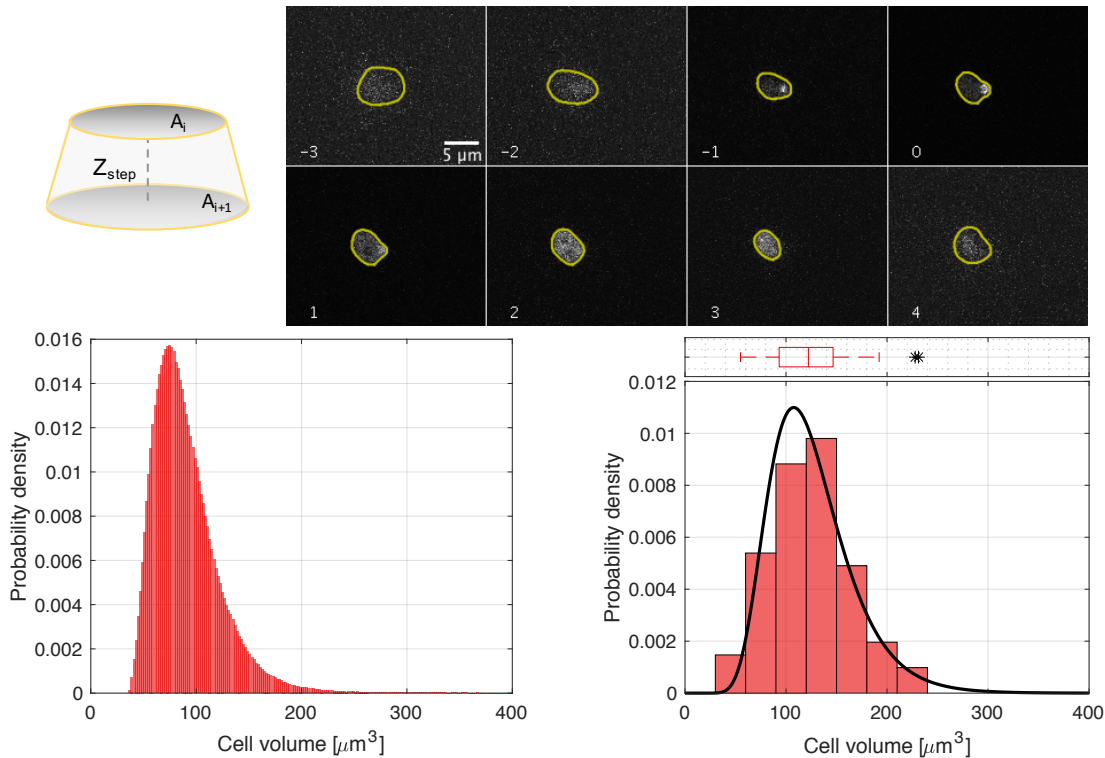 A_i
Z_step
A_i+1
-3
5 μm
-2
-1
0
1
2
3
4
0.016
0.014
0.012
0.01
0.008
0.006
0.004
0.002
0
Probability density
0 100 200 300 400
Cell volume [μm³]
0.012
0.01
0.008
0.006
0.004
0.002
0
Probability density
0 100 200 300 400
Cell volume [μm³]